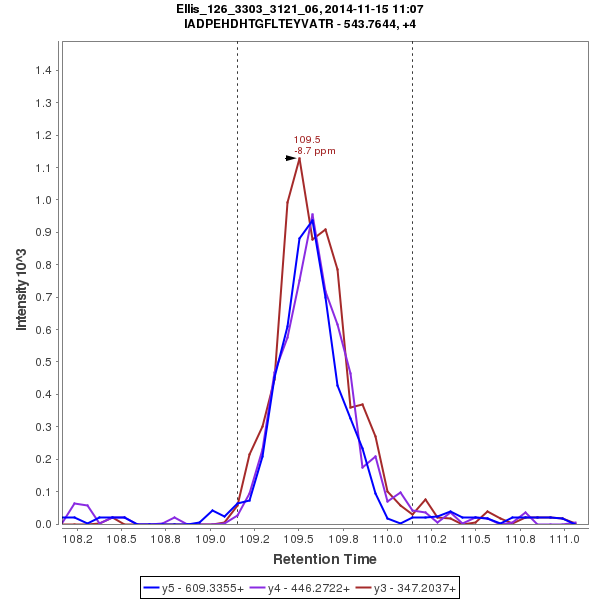 Ellis_126_3303_3121_06, 2014-11-15 11:07
IADPEHDHTGFLTEYVATR - 543.7644, +4
Intensity 10^3
1.4
1.3
1.2
1.1
1.0
0.9
0.8
0.7
0.6
0.5
0.4
0.3
0.2
0.1
0.0
109.5
-8.7 ppm
108.2 108.5 108.8 109.0 109.2 109.5 109.8 110.0 110.2 110.5 110.8 111.0
Retention Time
y5 - 609.3355+ y4 - 446.2722+ y3 - 347.2037+